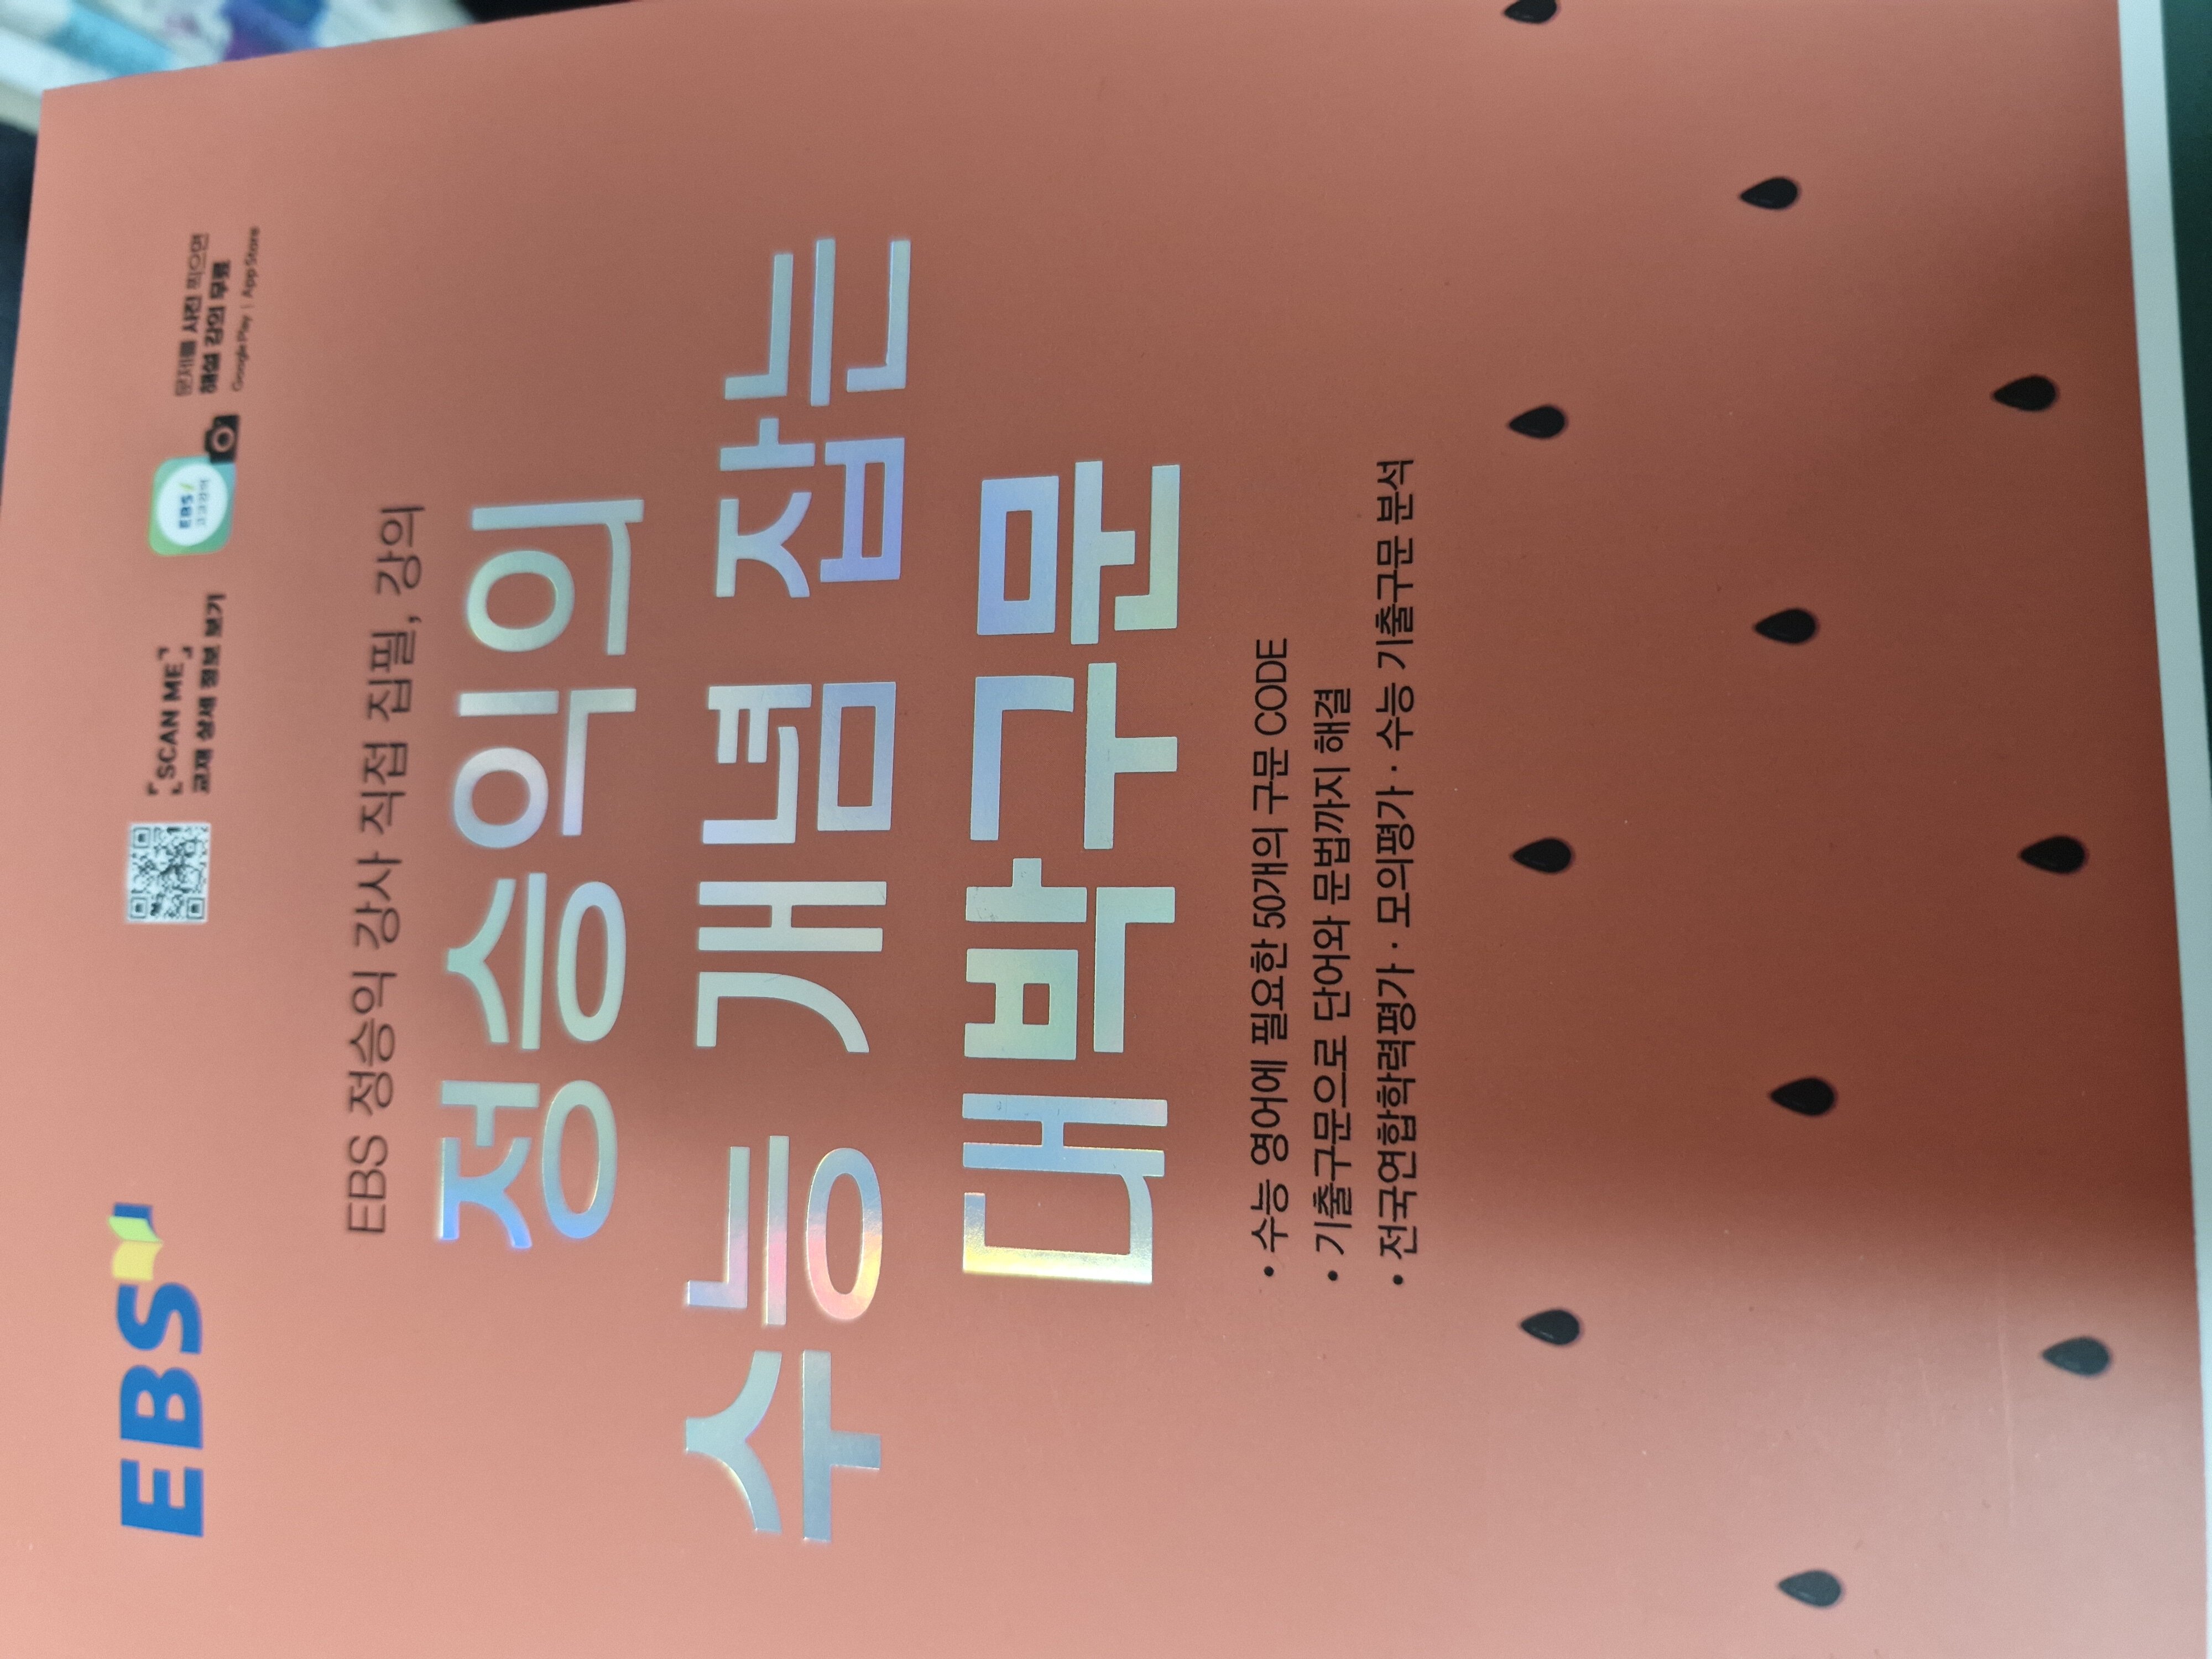 EBS
SCAN ME
교재 상세 정보 보기
EBS
고교강의
문제를 사진 찍으면
해설 강의 무료
Google Play | App Store
EBS 정승익 강사 직접 집필, 강의
정승익의
수능 개념 잡는
대박구문
• 수능 영어에 필요한 50개의 구문 CODE
• 기출구문으로 단어와 문법까지 해결
• 전국연합학력평가 · 모의평가 · 수능 기출구문 분석